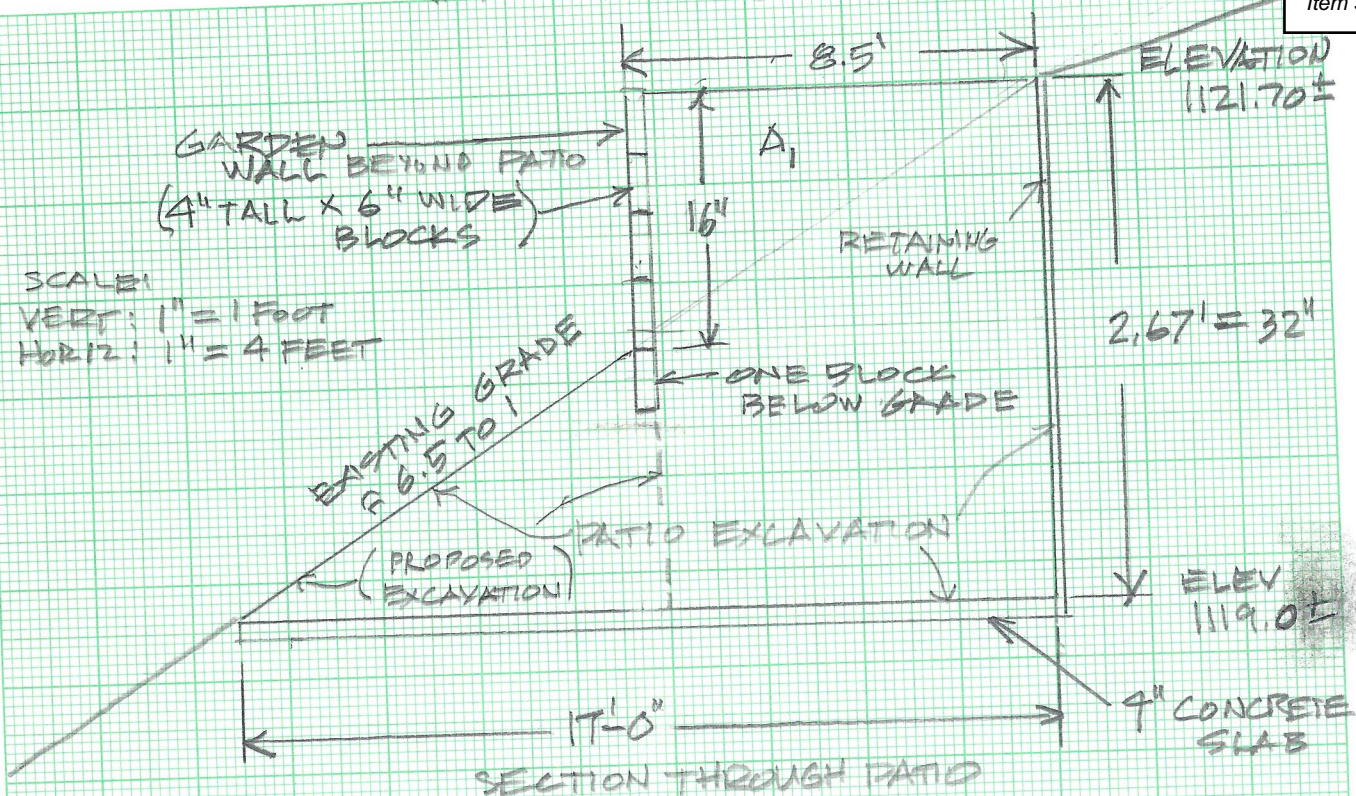 Item
8.5'
ELEVATION
1121.70±
GARDEN
WALL BEYOND PATIO
(4" TALL X 6" WIDE
BLOCKS)
A1
16"
RETAINING
WALL
SCALE:
VERT: 1" = 1 FOOT
HORIZ: 1" = 4 FEET
2.67' = 32"
EXISTING GRADE
6.5 TO 1
ONE BLOCK
BELOW GRADE
PATIO EXCAVATION
(PROPOSED
EXCAVATION)
ELEV
1119.0±
17'-0"
4" CONCRETE
SLAB
SECTION THROUGH PATIO